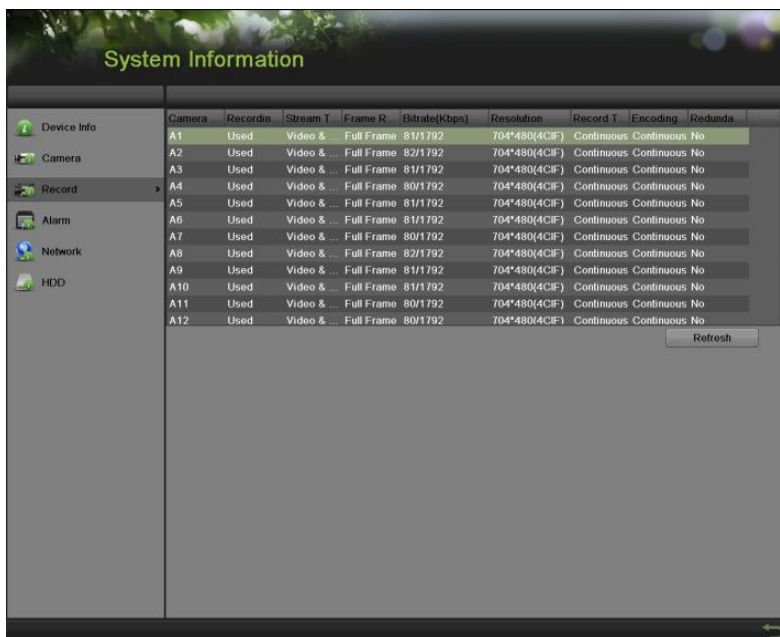 System Information
Device Info
Camera
Record
Alarm
Network
HDD
Camera ... Recordin... Stream T... Frame R... Bitrate(Kbps) Resolution Record T... Encoding... Redunda...
A1 Used Video & ... Full Frame 81/1792 704*480(4CIF) Continuous Continuous No
A2 Used Video & ... Full Frame 82/1792 704*480(4CIF) Continuous Continuous No
A3 Used Video & ... Full Frame 81/1792 704*480(4CIF) Continuous Continuous No
A4 Used Video & ... Full Frame 80/1792 704*480(4CIF) Continuous Continuous No
A5 Used Video & ... Full Frame 81/1792 704*480(4CIF) Continuous Continuous No
A6 Used Video & ... Full Frame 81/1792 704*480(4CIF) Continuous Continuous No
A7 Used Video & ... Full Frame 80/1792 704*480(4CIF) Continuous Continuous No
A8 Used Video & ... Full Frame 82/1792 704*480(4CIF) Continuous Continuous No
A9 Used Video & ... Full Frame 81/1792 704*480(4CIF) Continuous Continuous No
A10 Used Video & ... Full Frame 81/1792 704*480(4CIF) Continuous Continuous No
A11 Used Video & ... Full Frame 80/1792 704*480(4CIF) Continuous Continuous No
A12 Used Video & ... Full Frame 80/1792 704*480(4CIF) Continuous Continuous No
Refresh